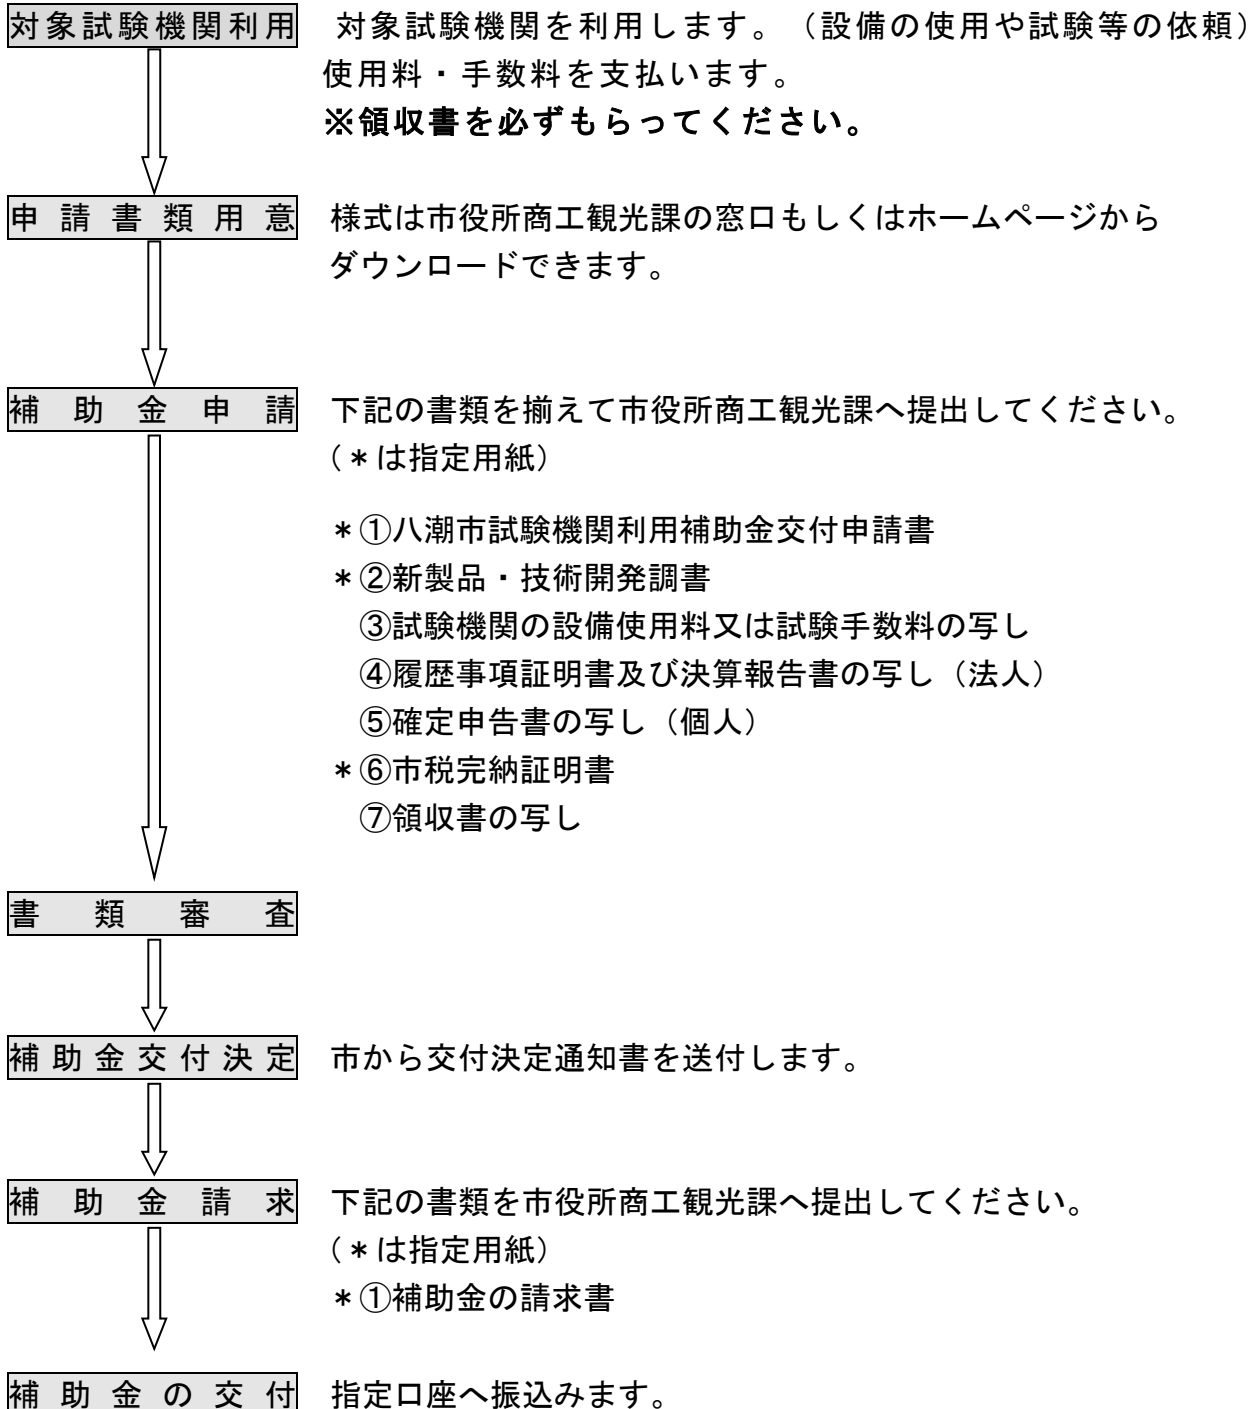 対象試験機関利用 対象試験機関を利用します。（設備の使用や試験等の依頼）
使用料・手数料を支払います。
※領収書を必ずもらってください。
申請書類用意 様式は市役所商工観光課の窓口もしくはホームページから
ダウンロードできます。
補助金申請 下記の書類を揃えて市役所商工観光課へ提出してください。
（＊は指定用紙）
＊①八潮市試験機関利用補助金交付申請書
＊②新製品・技術開発調書
③試験機関の設備使用料又は試験手数料の写し
④履歴事項証明書及び決算報告書の写し（法人）
⑤確定申告書の写し（個人）
＊⑥市税完納証明書
⑦領収書の写し
書類審査
補助金交付決定 市から交付決定通知書を送付します。
補助金請求 下記の書類を市役所商工観光課へ提出してください。
（＊は指定用紙）
＊①補助金の請求書
補助金の交付 指定口座へ振込みます。